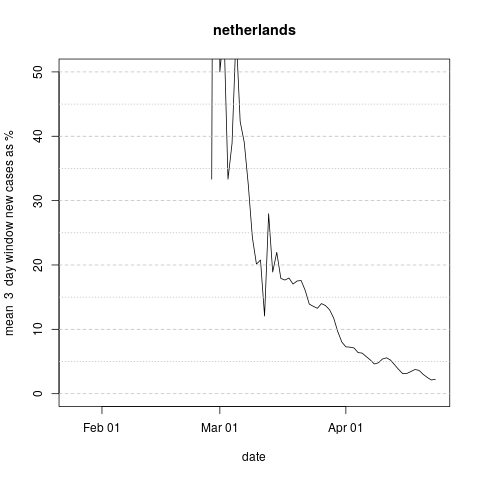 netherlands
mean 3 day window new cases as %
50
40
30
20
10
0
Feb 01
Mar 01
Apr 01
date